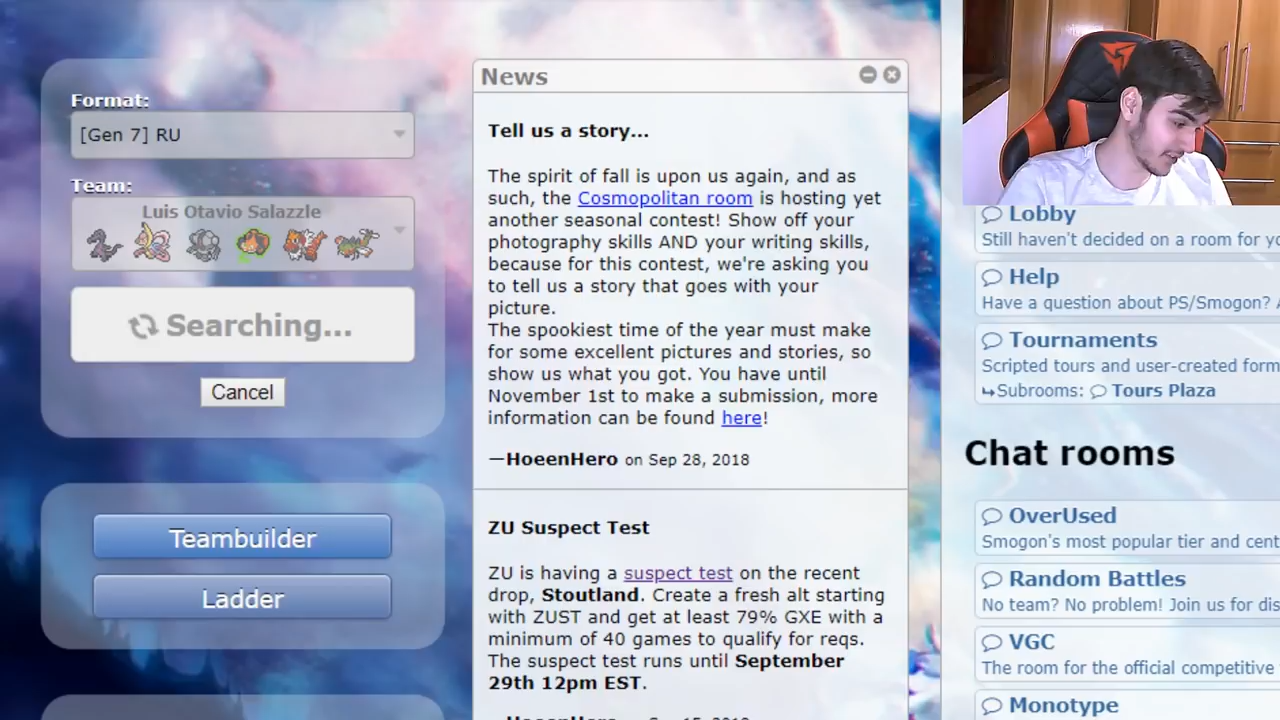 Format:
[Gen 7] RU
Team:
Luis Otavio Salazzle
Searching...
Cancel
Teambuilder
Ladder
News
Tell us a story...
The spirit of fall is upon us again, and as
such, the Cosmopolitan room is hosting yet
another seasonal contest! Show off your
photography skills AND your writing skills,
because for this contest, we're asking you
to tell us a story that goes with your
picture.
The spookiest time of the year must make
for some excellent pictures and stories, so
show us what you got. You have until
November 1st to make a submission, more
information can be found here!
—HoeenHero on Sep 28, 2018
ZU Suspect Test
ZU is having a suspect test on the recent
drop, Stoutland. Create a fresh alt starting
with ZUST and get at least 79% GXE with a
minimum of 40 games to qualify for reqs.
The suspect test runs until September
29th 12pm EST.
Lobby
Still haven't decided on a room for
Help
Have a question about PS/Smogon?
Tournaments
Scripted tours and user-created
↳Subrooms: Tours Plaza
Chat rooms
OverUsed
Smogon's most popular tier and
Random Battles
No team? No problem! Join us for
VGC
The room for the official competitive
Monotype